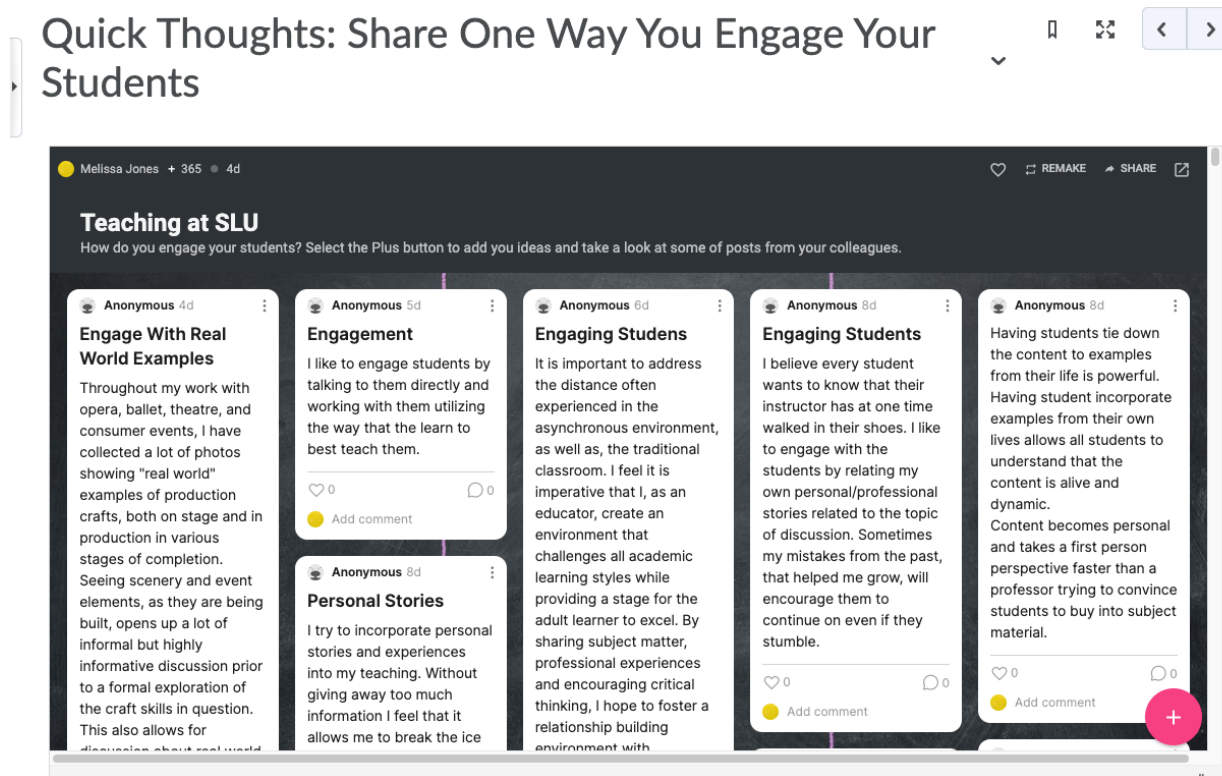 Quick Thoughts: Share One Way You Engage Your
Students
Melissa Jones + 365 4d
REMAKE
SHARE
Teaching at SLU
How do you engage your students? Select the Plus button to add you ideas and take a look at some of posts from your colleagues.
Anonymous 4d
Engage With Real
World Examples
Throughout my work with
opera, ballet, theatre, and
consumer events, I have
collected a lot of photos
showing "real world"
examples of production
crafts, both on stage and in
production in various
stages of completion.
Seeing scenery and event
elements, as they are being
built, opens up a lot of
informal but highly
informative discussion prior
to a formal exploration of
the craft skills in question.
This also allows for
discussion about real world
Anonymous 5d
Engagement
I like to engage students by
talking to them directly and
working with them utilizing
the way that the learn to
best teach them.
0
0
Add comment
Anonymous 8d
Personal Stories
I try to incorporate personal
stories and experiences
into my teaching. Without
giving away too much
information I feel that it
allows me to break the ice
Anonymous 6d
Engaging Studens
It is important to address
the distance often
experienced in the
asynchronous environment,
as well as, the traditional
classroom. I feel it is
imperative that I, as an
educator, create an
environment that
challenges all academic
learning styles while
providing a stage for the
adult learner to excel. By
sharing subject matter,
professional experiences
and encouraging critical
thinking, I hope to foster a
relationship building
environment with
Anonymous 8d
Engaging Students
I believe every student
wants to know that their
instructor has at one time
walked in their shoes. I like
to engage with the
students by relating my
own personal/professional
stories related to the topic
of discussion. Sometimes
my mistakes from the past,
that helped me grow, will
encourage them to
continue on even if they
stumble.
0
0
Add comment
Anonymous 8d
Having students tie down
the content to examples
from their life is powerful.
Having student incorporate
examples from their own
lives allows all students to
understand that the
content is alive and
dynamic.
Content becomes personal
and takes a first person
perspective faster than a
professor trying to convince
students to buy into subject
material.
0
0
Add comment